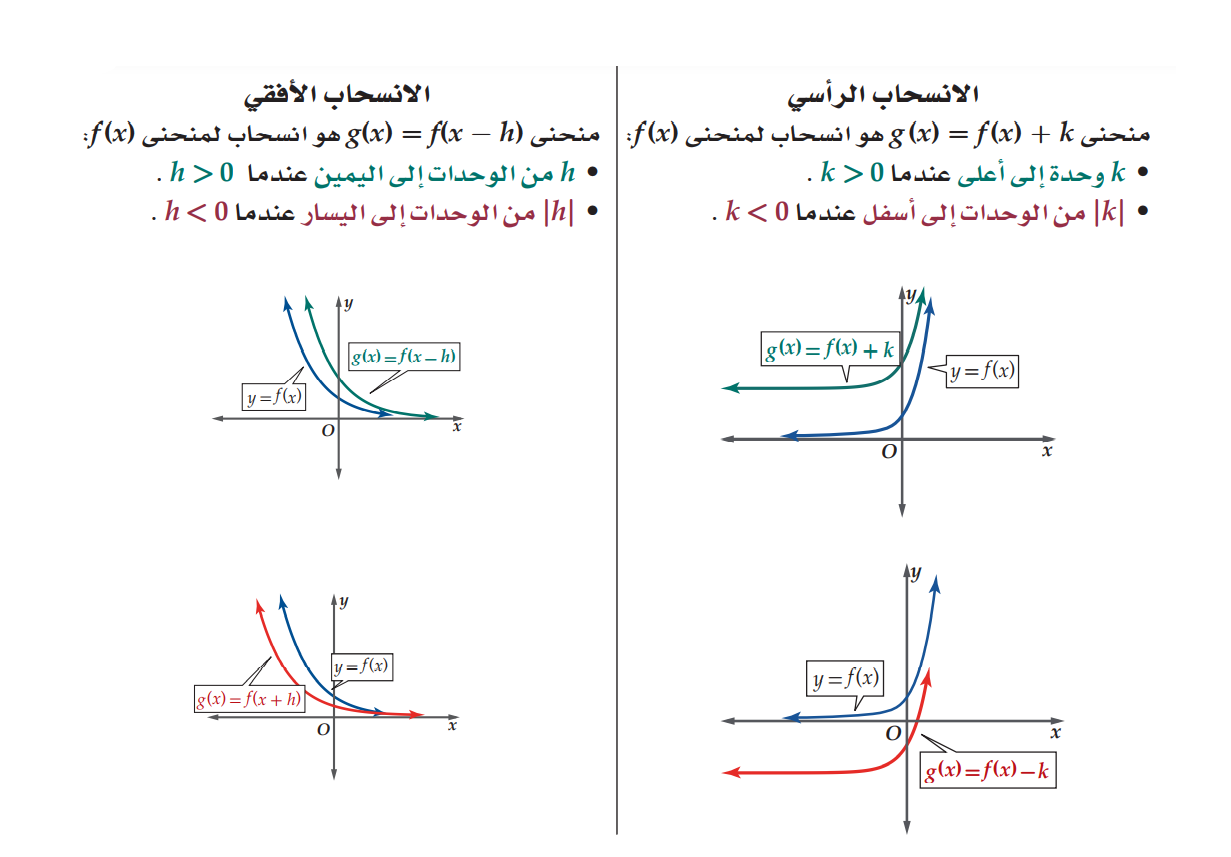 الانسحاب الرأسي
منحنى g(x) = f(x) + k هو انسحاب لمنحنى f(x):
• k وحدة إلى أعلى عندما k > 0 .
• |k| من الوحدات إلى أسفل عندما k < 0 .
y
g(x) = f(x) + k
y = f(x)
O
x
y
y = f(x)
O
x
g(x) = f(x) – k
الانسحاب الأفقي
منحنى g(x) = f(x − h) هو انسحاب لمنحنى f(x):
• h من الوحدات إلى اليمين عندما h > 0 .
• |h| من الوحدات إلى اليسار عندما h < 0 .
y
g(x) = f(x – h)
y = f(x)
O
x
y
y = f(x)
g(x) = f(x + h)
O
x